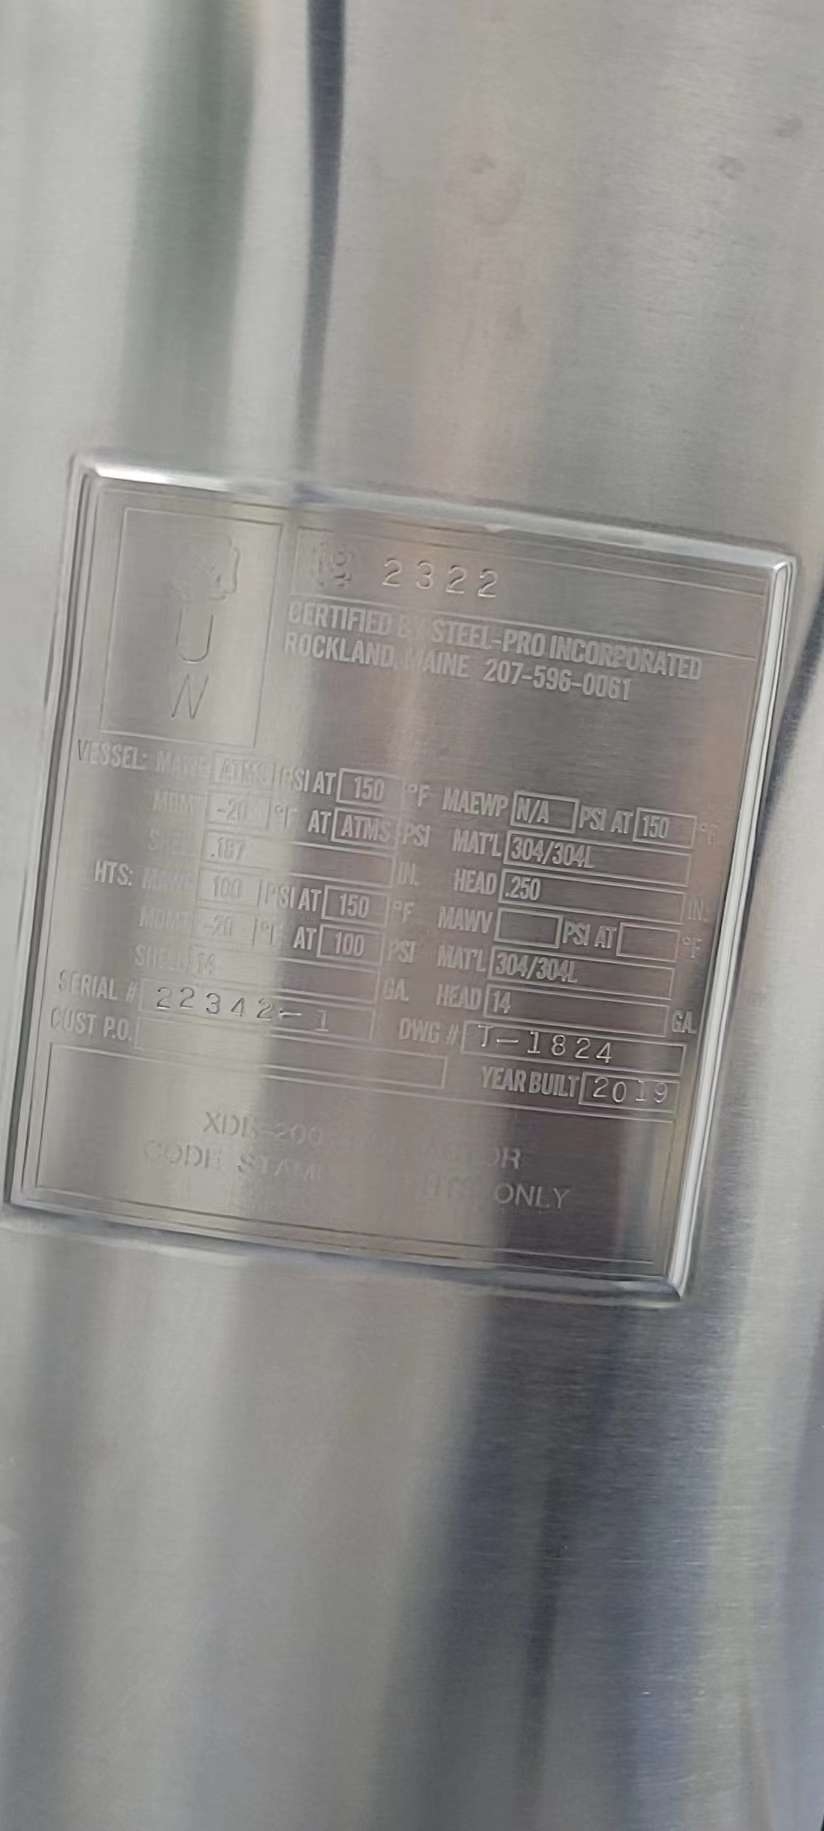 2322
U
W
CERTIFIED BY STEEL-PRO INCORPORATED
ROCKLAND, MAINE 207-596-0061
VESSEL: MAWP ATMS PSI AT 150 °F MAEWP N/A PSI AT 150 °F
MDMT -20 °F AT ATMS PSI MAT'L 304/304L
SHELL .187 IN. HEAD .250 IN.
HTS: MAWP 100 PSI AT 150 °F MAWV PSI AT °F
MDMT -20 °F AT 100 PSI MAT'L 304/304L
SHELL 14 GA. HEAD 14 GA.
SERIAL # 22342-1 DWG # T-1824
CUST P.O. YEAR BUILT 2019
CODE ONLY